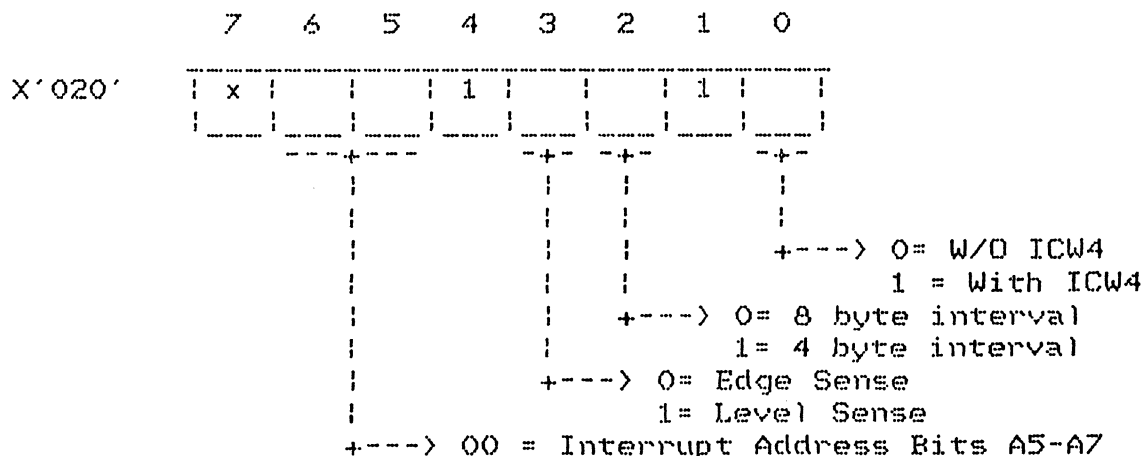 7 6 5 4 3 2 1 0
X'020' | x | | | 1 | | | 1 | |
+---> 0= W/O ICW4
1 = With ICW4
+---> 0= 8 byte interval
1= 4 byte interval
+---> 0= Edge Sense
1= Level Sense
+---> 00 = Interrupt Address Bits A5-A7